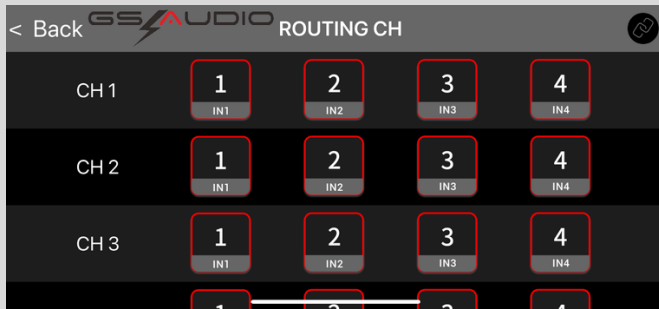 < Back GS/AUDIO ROUTING CH
CH 1 1 2 3 4
IN1 IN2 IN3 IN4
CH 2 1 2 3 4
IN1 IN2 IN3 IN4
CH 3 1 2 3 4
IN1 IN2 IN3 IN4